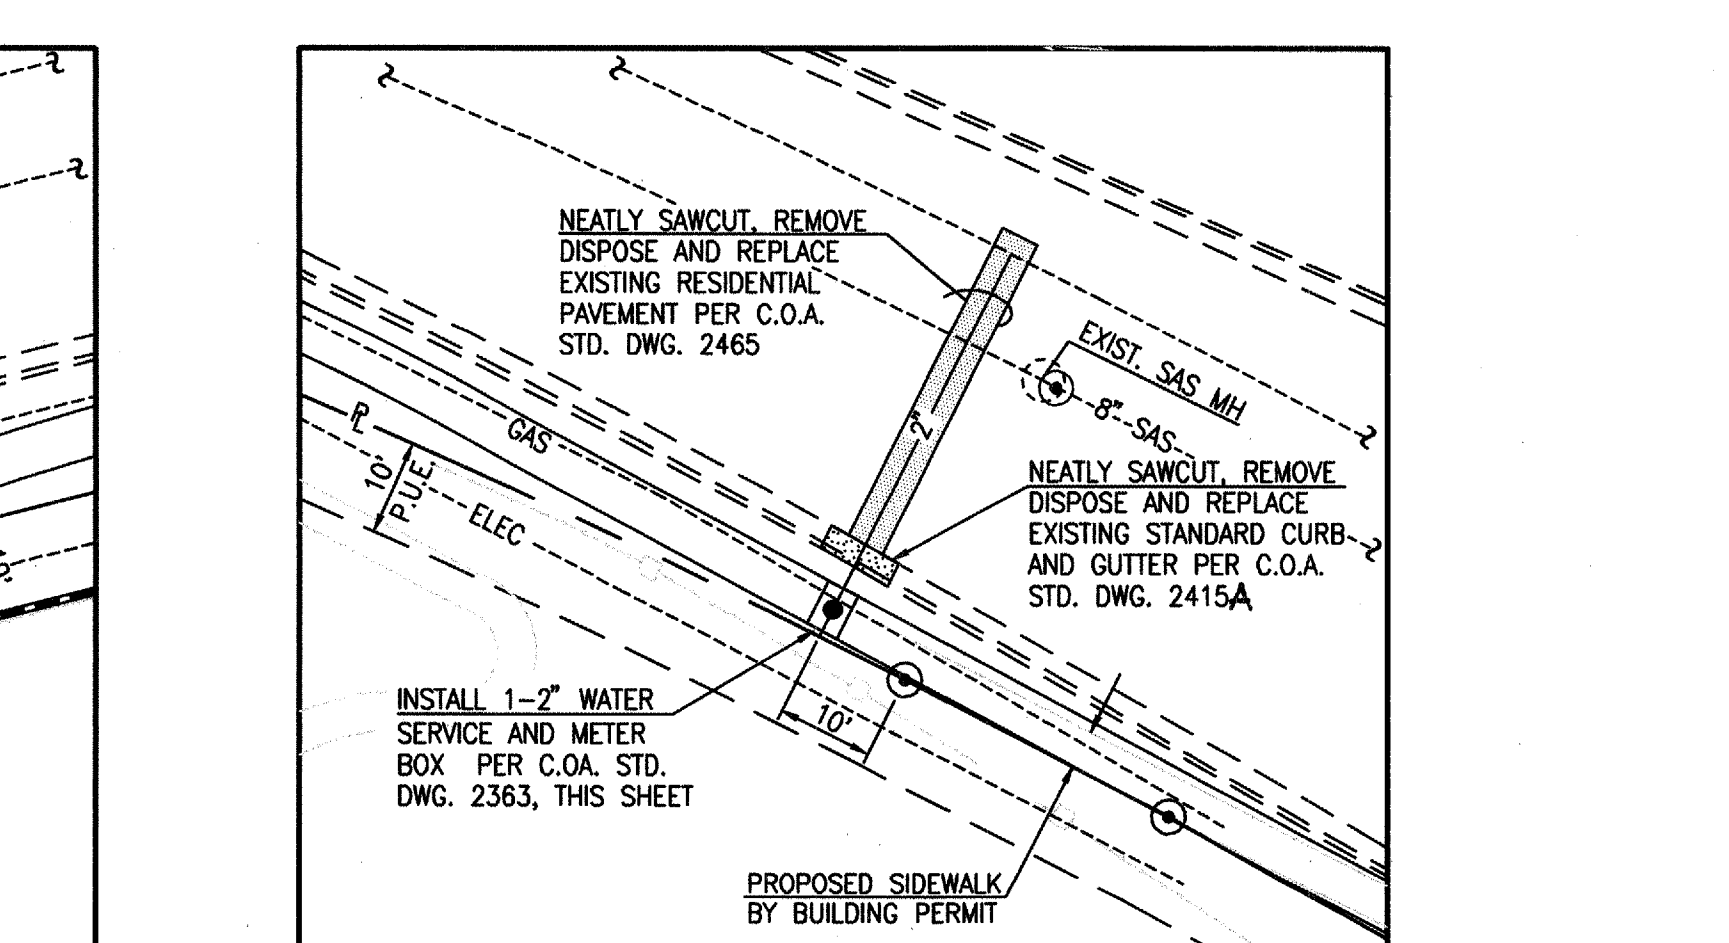 NEATLY SAWCUT, REMOVE
DISPOSE AND REPLACE
EXISTING RESIDENTIAL
PAVEMENT PER C.O.A.
STD. DWG. 2465
EXIST. SAS MH
8" SAS
2"
NEATLY SAWCUT, REMOVE
DISPOSE AND REPLACE
EXISTING STANDARD CURB
AND GUTTER PER C.O.A.
STD. DWG. 2415A
PL
GAS
10'
P.U.E.
ELEC
INSTALL 1-2" WATER
SERVICE AND METER
BOX PER C.OA. STD.
DWG. 2363, THIS SHEET
10'
PROPOSED SIDEWALK
BY BUILDING PERMIT